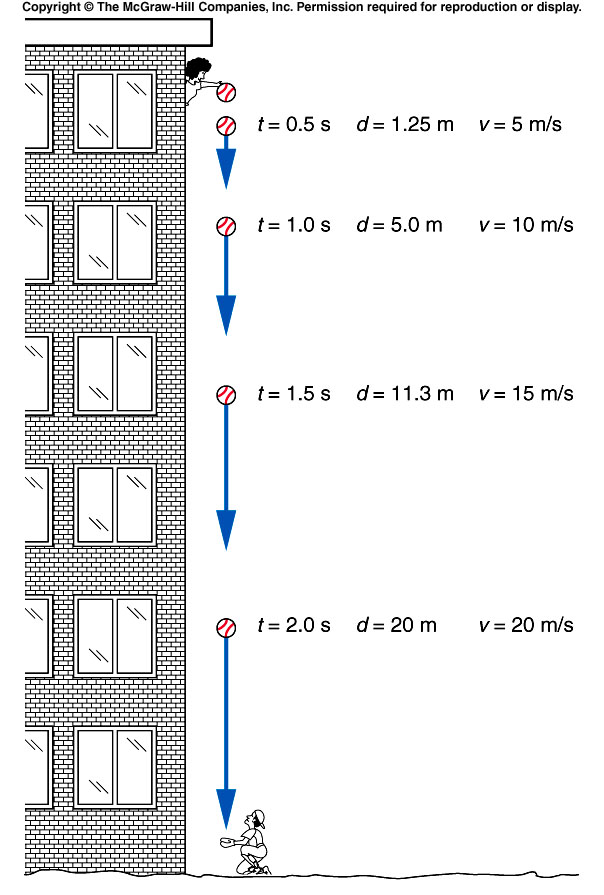 Copyright © The McGraw-Hill Companies, Inc. Permission required for reproduction or display.
t = 0.5 s d = 1.25 m v = 5 m/s
t = 1.0 s d = 5.0 m v = 10 m/s
t = 1.5 s d = 11.3 m v = 15 m/s
t = 2.0 s d = 20 m v = 20 m/s